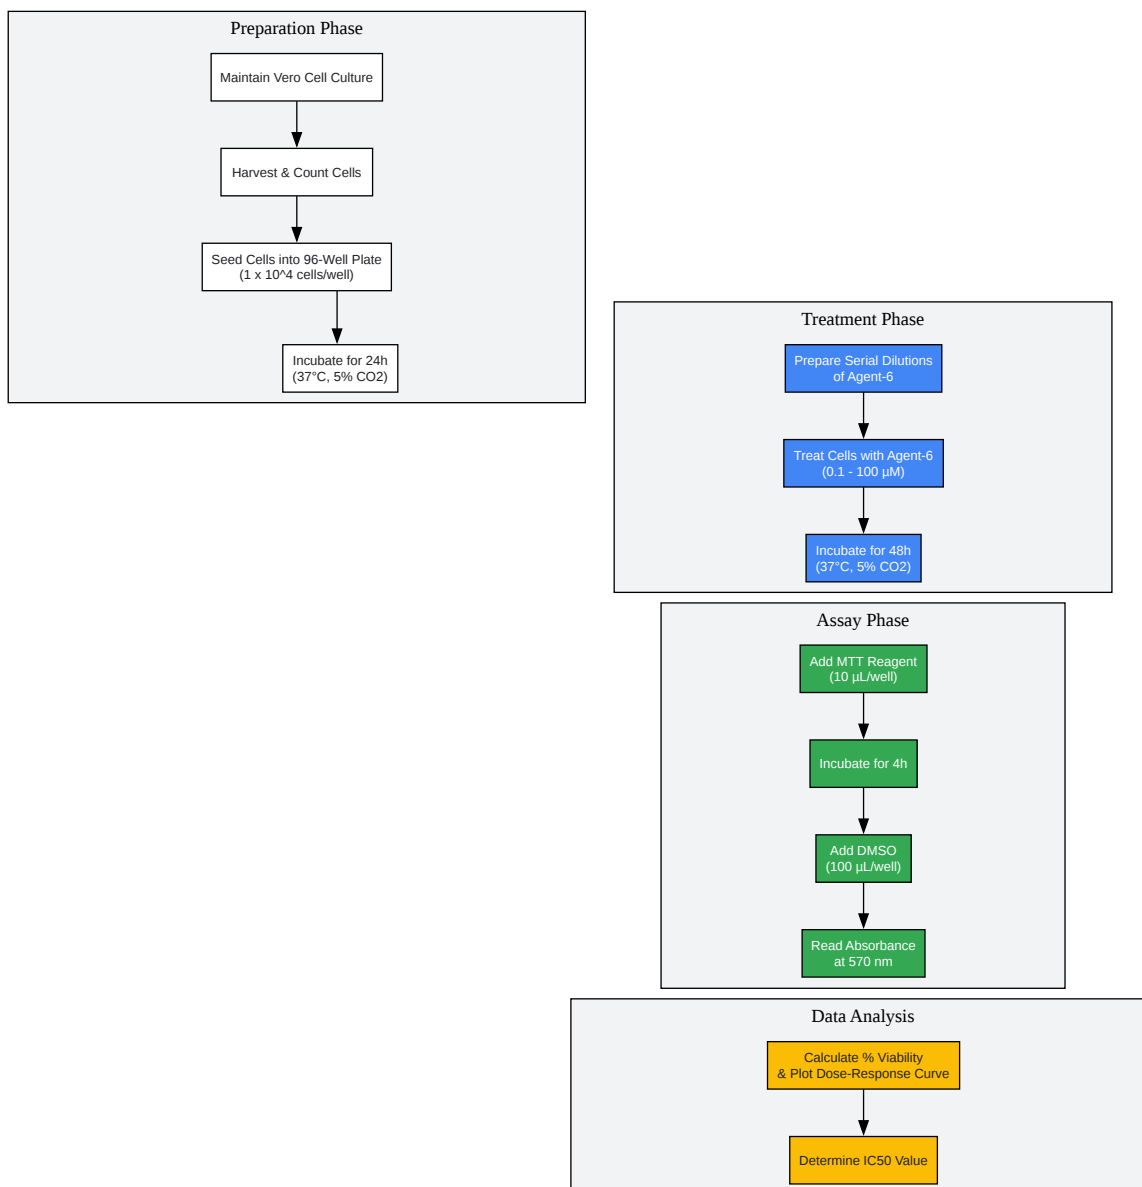 Preparation Phase
Maintain Vero Cell Culture
Harvest & Count Cells
Seed Cells into 96-Well Plate
(1 x 10^4 cells/well)
Incubate for 24h
(37°C, 5% CO2)
Treatment Phase
Prepare Serial Dilutions
of Agent-6
Treat Cells with Agent-6
(0.1 - 100 µM)
Incubate for 48h
(37°C, 5% CO2)
Assay Phase
Add MTT Reagent
(10 µL/well)
Incubate for 4h
Add DMSO
(100 µL/well)
Read Absorbance
at 570 nm
Data Analysis
Calculate % Viability
& Plot Dose-Response Curve
Determine IC50 Value